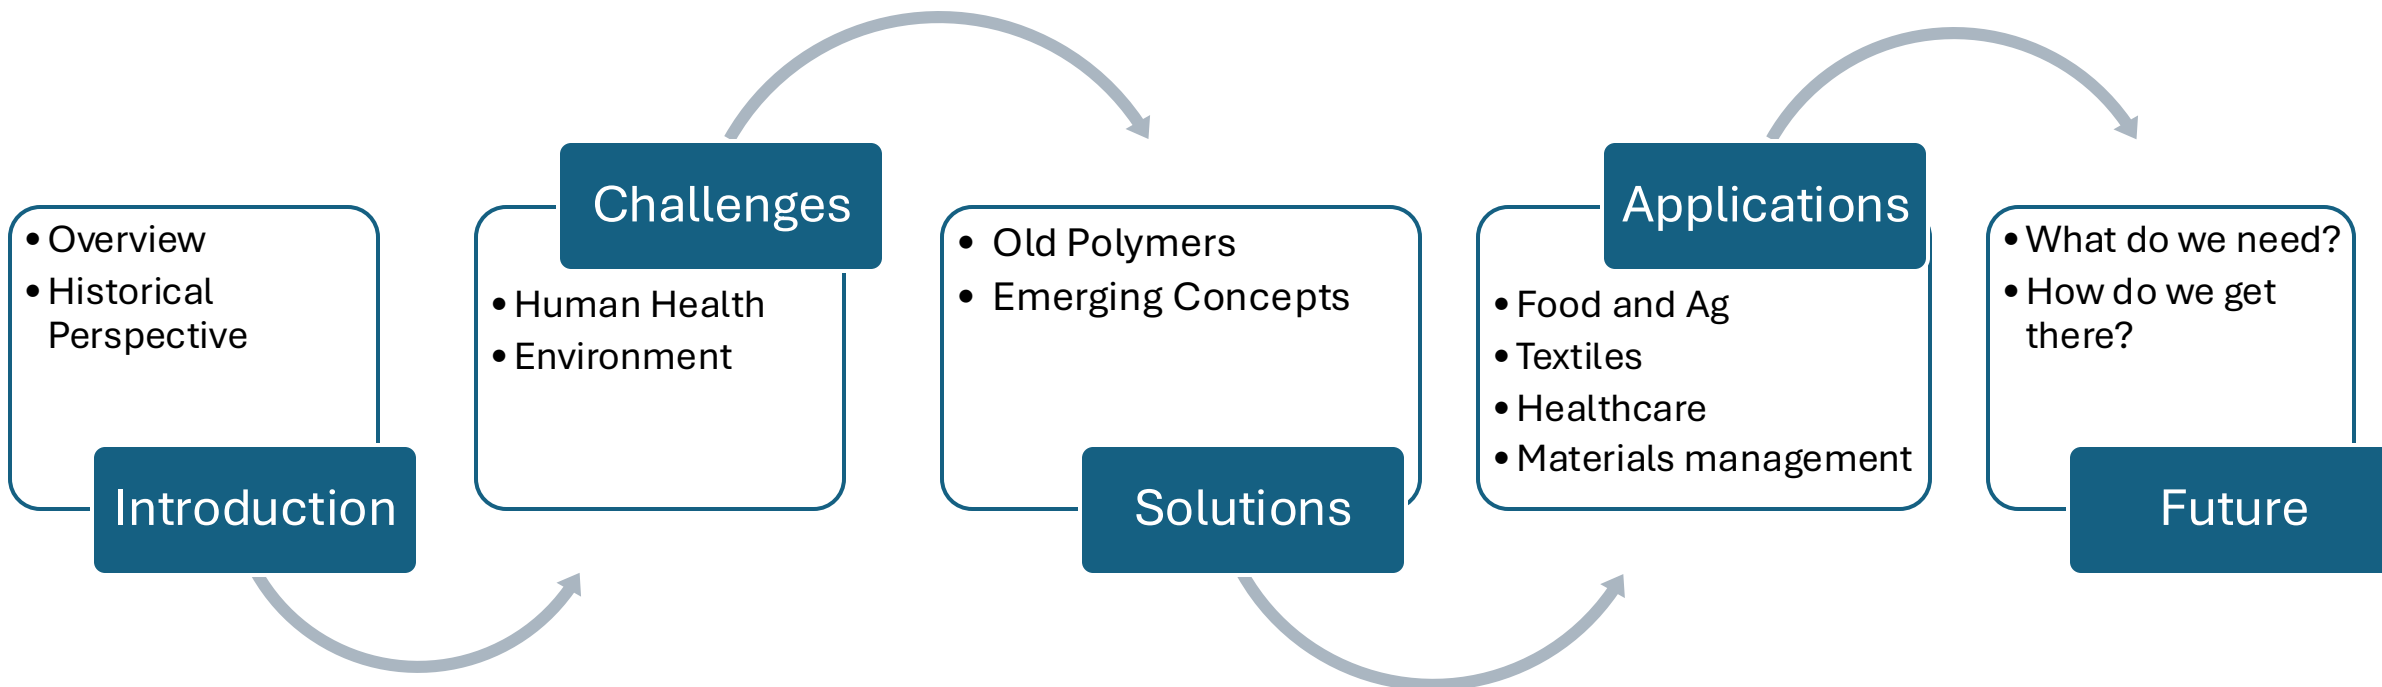 • Overview
• Historical
Perspective
Introduction
Challenges
• Human Health
• Environment
• Old Polymers
• Emerging Concepts
Solutions
Applications
• Food and Ag
• Textiles
• Healthcare
• Materials management
• What do we need?
• How do we get
there?
Future